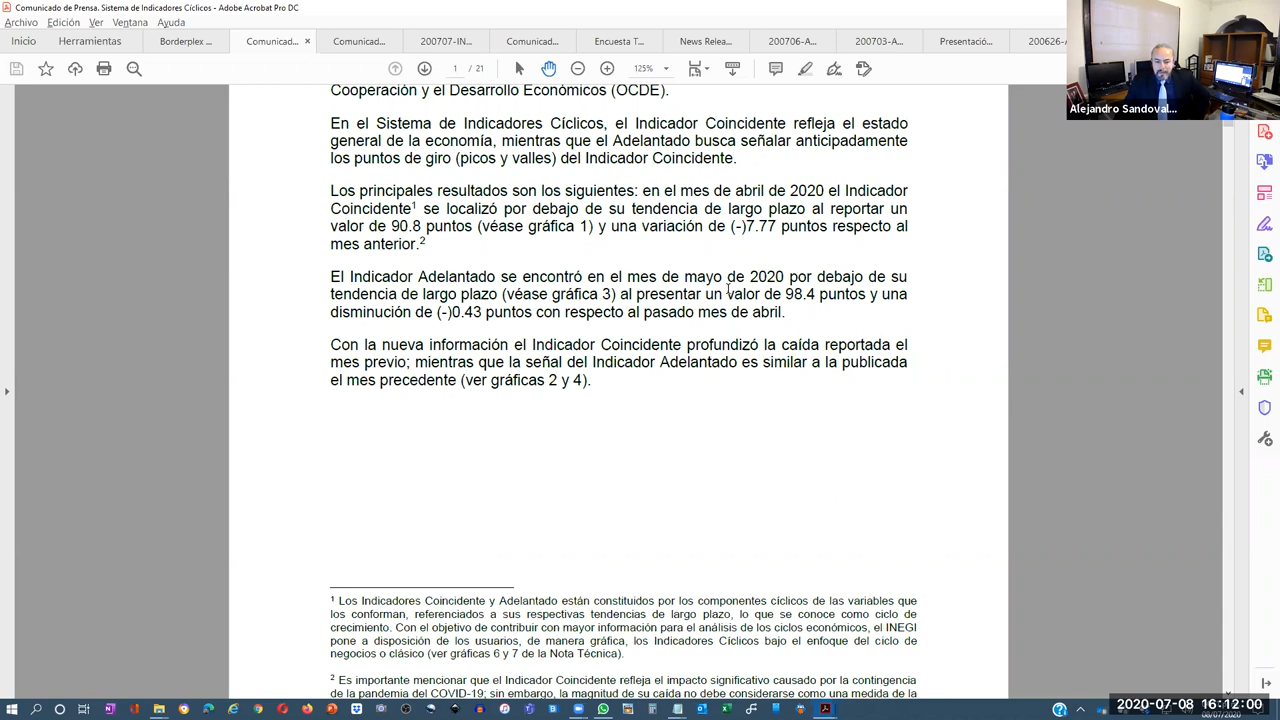 Comunicado de Prensa. Sistema de Indicadores Cíclicos - Adobe Acrobat Pro DC
Archivo Edición Ver Ventana Ayuda
Inicio Herramientas Borderplex ... Comunicad... × Comunicad... 200707-IN... Comunicad... Encuesta T... News Relea... 200706-A... 200703-A... Presentació... 200626-
1 / 21 125%
Alejandro Sandoval...
Cooperación y el Desarrollo Económicos (OCDE).
En el Sistema de Indicadores Cíclicos, el Indicador Coincidente refleja el estado
general de la economía, mientras que el Adelantado busca señalar anticipadamente
los puntos de giro (picos y valles) del Indicador Coincidente.
Los principales resultados son los siguientes: en el mes de abril de 2020 el Indicador
Coincidente1 se localizó por debajo de su tendencia de largo plazo al reportar un
valor de 90.8 puntos (véase gráfica 1) y una variación de (-)7.77 puntos respecto al
mes anterior.2
El Indicador Adelantado se encontró en el mes de mayo de 2020 por debajo de su
tendencia de largo plazo (véase gráfica 3) al presentar un valor de 98.4 puntos y una
disminución de (-)0.43 puntos con respecto al pasado mes de abril.
Con la nueva información el Indicador Coincidente profundizó la caída reportada el
mes previo; mientras que la señal del Indicador Adelantado es similar a la publicada
el mes precedente (ver gráficas 2 y 4).
1 Los Indicadores Coincidente y Adelantado están constituidos por los componentes cíclicos de las variables que
los conforman, referenciados a sus respectivas tendencias de largo plazo, lo que se conoce como ciclo de
crecimiento. Con el objetivo de contribuir con mayor información para el análisis de los ciclos económicos, el INEGI
pone a disposición de los usuarios, de manera gráfica, los Indicadores Cíclicos bajo el enfoque del ciclo de
negocios o clásico (ver gráficas 6 y 7 de la Nota Técnica).
2 Es importante mencionar que el Indicador Coincidente refleja el impacto significativo causado por la contingencia
de la pandemia del COVID-19; sin embargo, la magnitud de su caída no debe considerarse como una medida de la
2020-07-08 16:12:00
08/07/2020